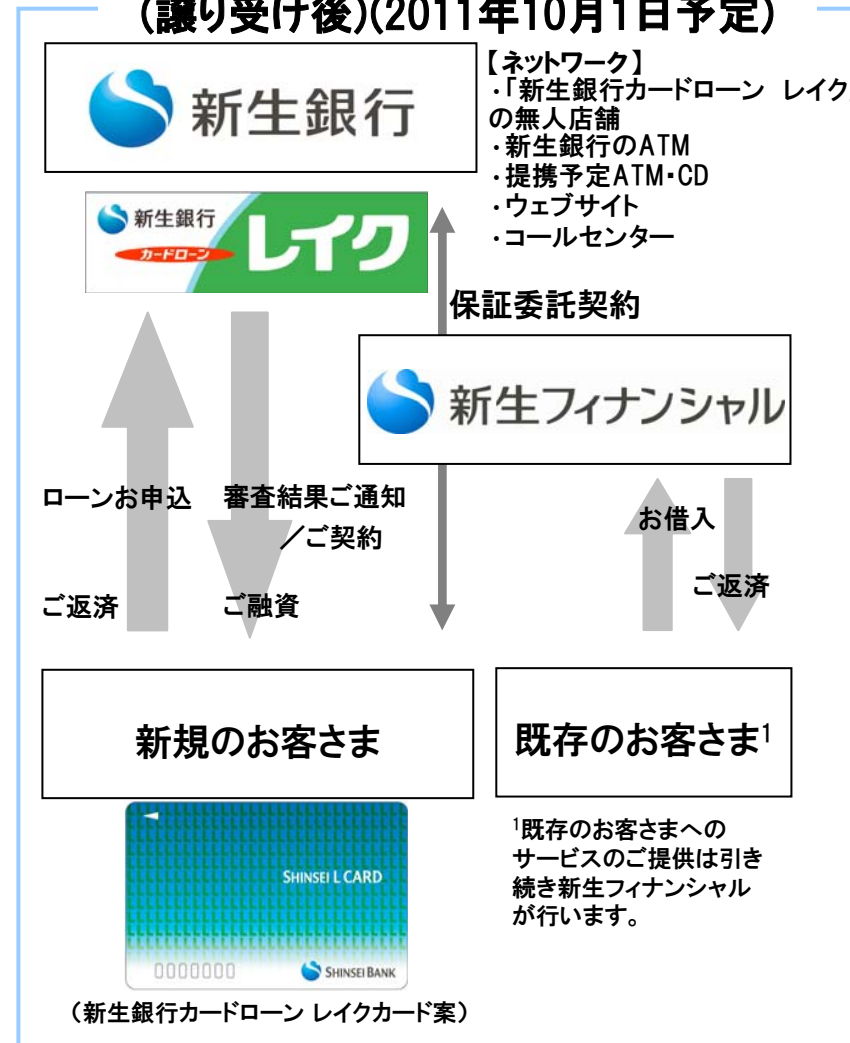 (譲り受け後)(2011年10月1日予定)
新生銀行
【ネットワーク】
・「新生銀行カードローン レイク
の無人店舗
・新生銀行のATM
・提携予定ATM・CD
・ウェブサイト
・コールセンター
新生銀行
カードローン
レイク
保証委託契約
新生フィナンシャル
ローンお申込
審査結果ご通知
／ご契約
お借入
ご返済
ご返済
ご融資
新規のお客さま
既存のお客さま1
SHINSEI L CARD
0000000
SHINSEI BANK
1既存のお客さまへの
サービスのご提供は引き
続き新生フィナンシャル
が行います。
（新生銀行カードローン レイクカード案）